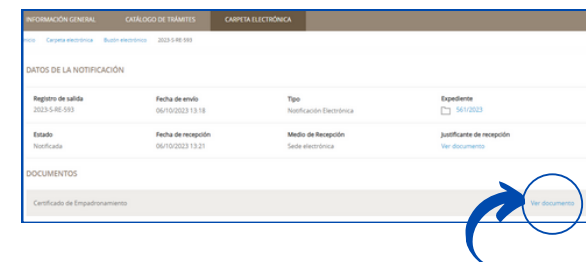 INFORMACIÓN GENERAL CATÁLOGO DE TRÁMITES CARPETA ELECTRÓNICA
Inicio Carpeta electrónica Buzón electrónico 2023-S-RE-593
DATOS DE LA NOTIFICACIÓN
Registro de salida Fecha de envío Tipo Expediente
2023-S-RE-593 06/10/2023 13:18 Notificación Electrónica 561/2023
Estado Fecha de recepción Medio de Recepción Justificante de recepción
Notificada 06/10/2023 13:21 Sede electrónica Ver documento
DOCUMENTOS
Certificado de Empadronamiento Ver documento